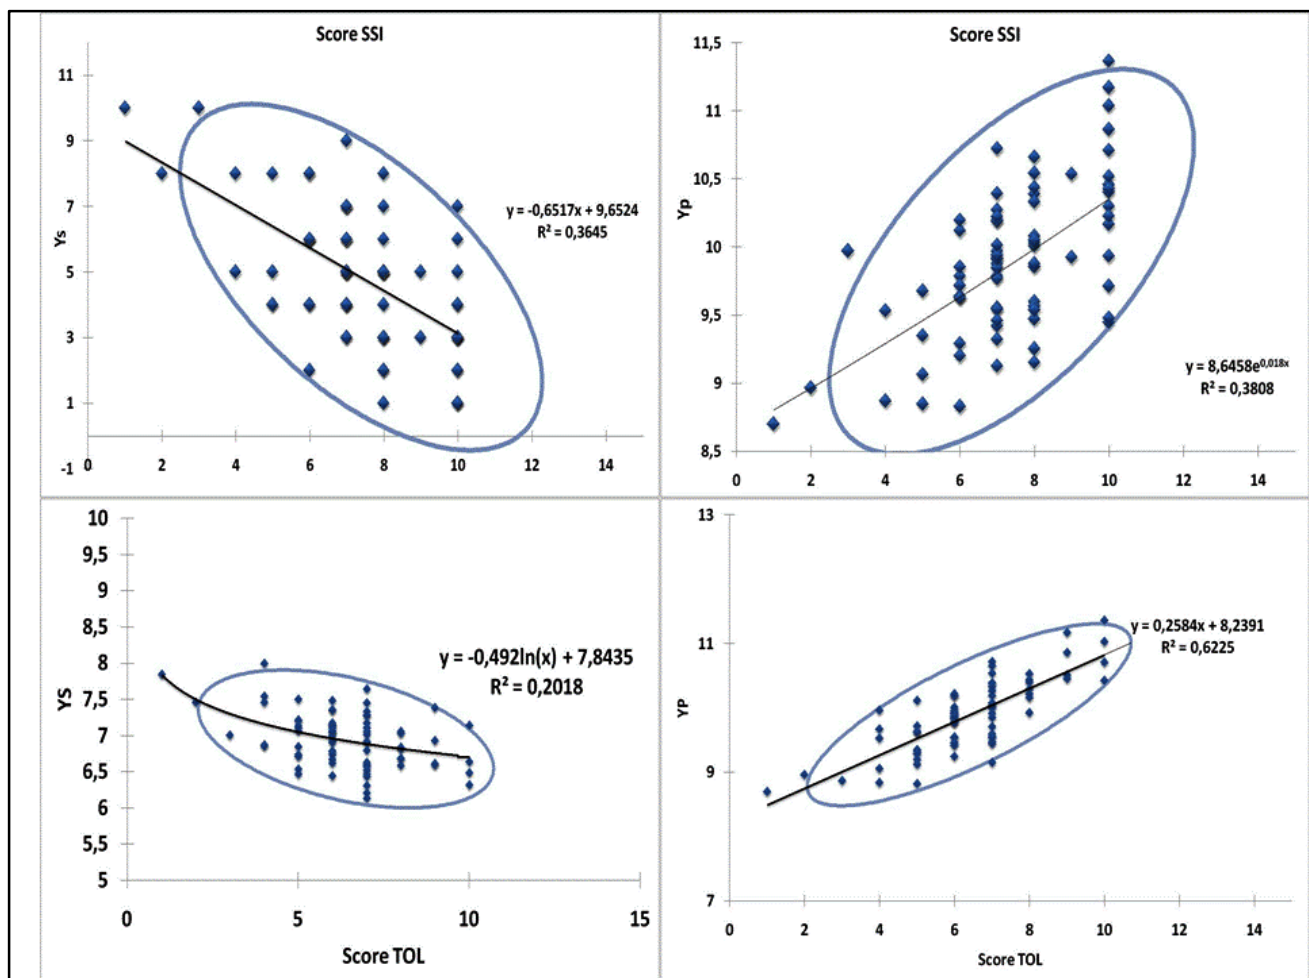 Score SSI
11
9
7
5
3
1
-1
Ys
0 2 4 6 8 10 12 14
y = -0,6517x + 9,6524
R² = 0,3645
Score SSI
11,5
11
10,5
10
9,5
9
8,5
Yp
0 2 4 6 8 10 12 14
y = 8,6458e^0,018x
R² = 0,3808
10
9,5
9
8,5
8
7,5
7
6,5
6
5,5
5
YS
0 5 10 15
Score TOL
y = -0,492ln(x) + 7,8435
R² = 0,2018
13
11
9
7
YP
0 2 4 6 8 10 12 14
Score TOL
y = 0,2584x + 8,2391
R² = 0,6225